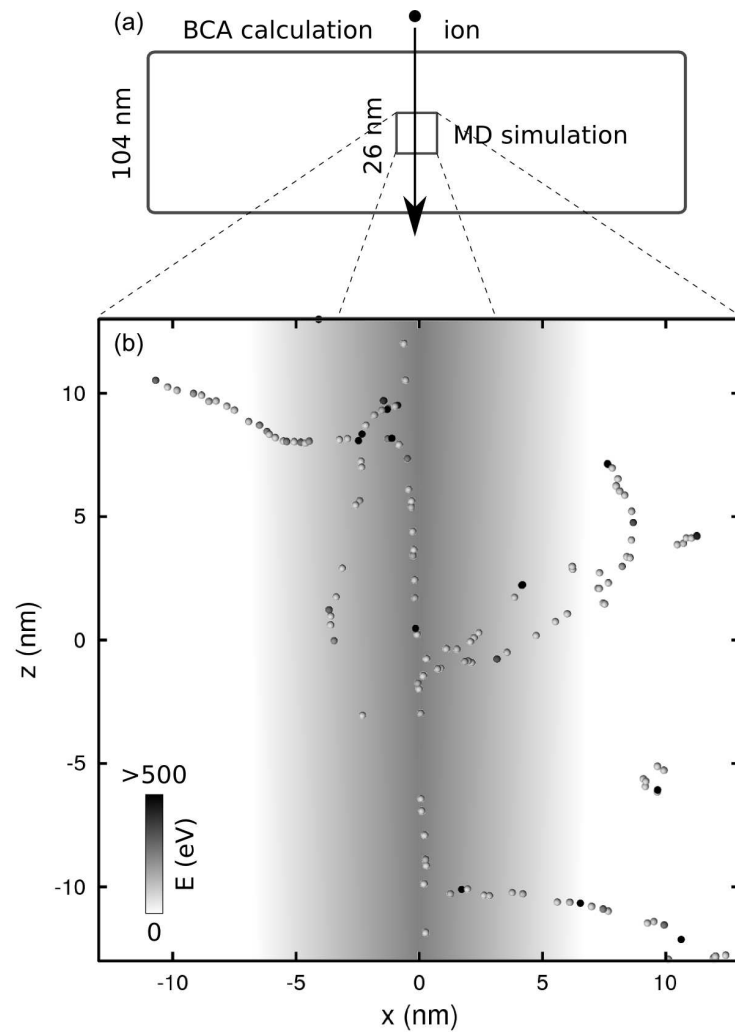 (a)
BCA calculation ion
104 nm
26 nm
MD simulation
(b)
10
5
0
-5
-10
z (nm)
>500
E (eV)
0
-10 -5 0 5 10
x (nm)